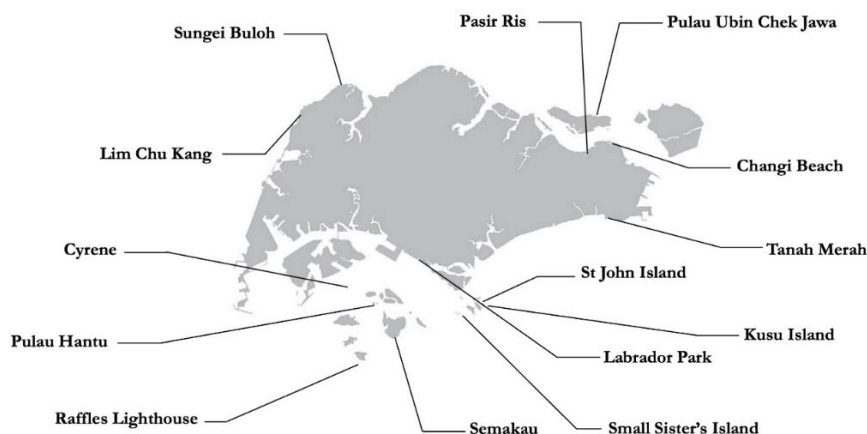 Sungei Buloh
Pasir Ris
Pulau Ubin Chek Jawa
Lim Chu Kang
Changi Beach
Cyrene
Tanah Merah
St John Island
Pulau Hantu
Kusu Island
Labrador Park
Raffles Lighthouse
Semakau
Small Sister's Island